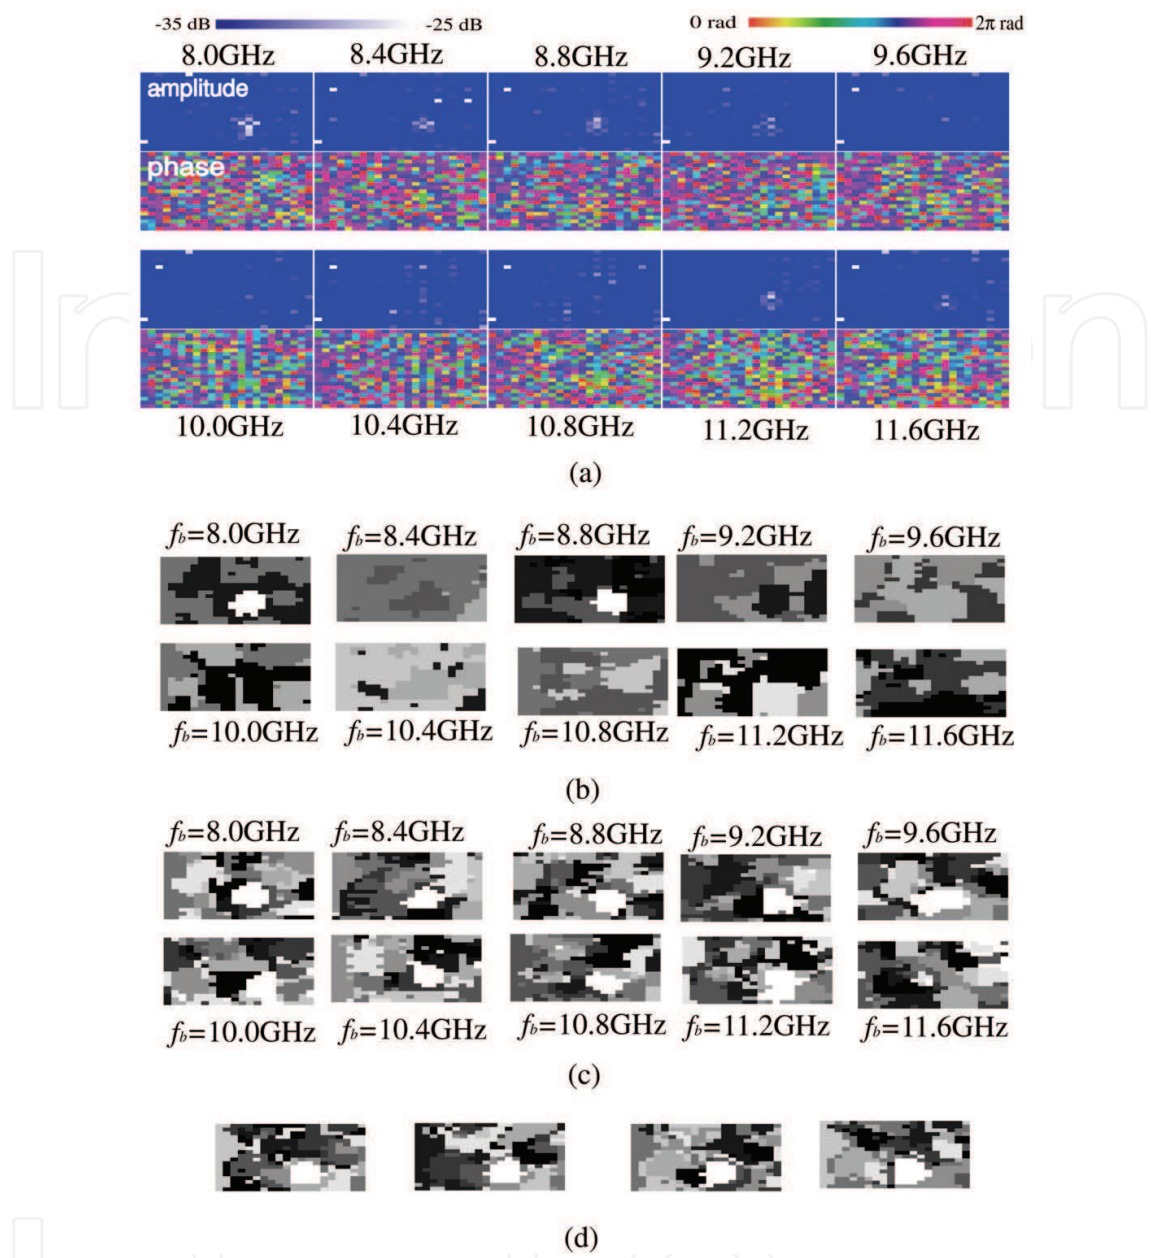 -35 dB -25 dB 0 rad 2π rad
8.0GHz 8.4GHz 8.8GHz 9.2GHz 9.6GHz
amplitude
phase
10.0GHz 10.4GHz 10.8GHz 11.2GHz 11.6GHz
(a)
fb=8.0GHz fb=8.4GHz fb=8.8GHz fb=9.2GHz fb=9.6GHz
fb=10.0GHz fb=10.4GHz fb=10.8GHz fb=11.2GHz fb=11.6GHz
(b)
fb=8.0GHz fb=8.4GHz fb=8.8GHz fb=9.2GHz fb=9.6GHz
fb=10.0GHz fb=10.4GHz fb=10.8GHz fb=11.2GHz fb=11.6GHz
(c)
(d)